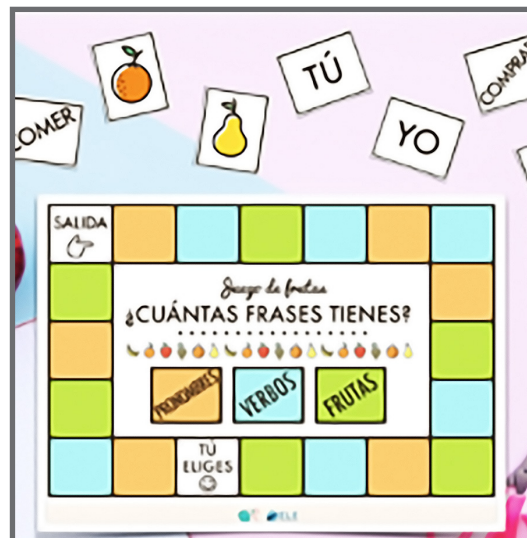 COMER
TÚ
YO
COMPRA
SALIDA
Juego de frutas
¿CUÁNTAS FRASES TIENES?
PRONOMBRES
VERBOS
FRUTAS
TÚ
ELIGES
ELE